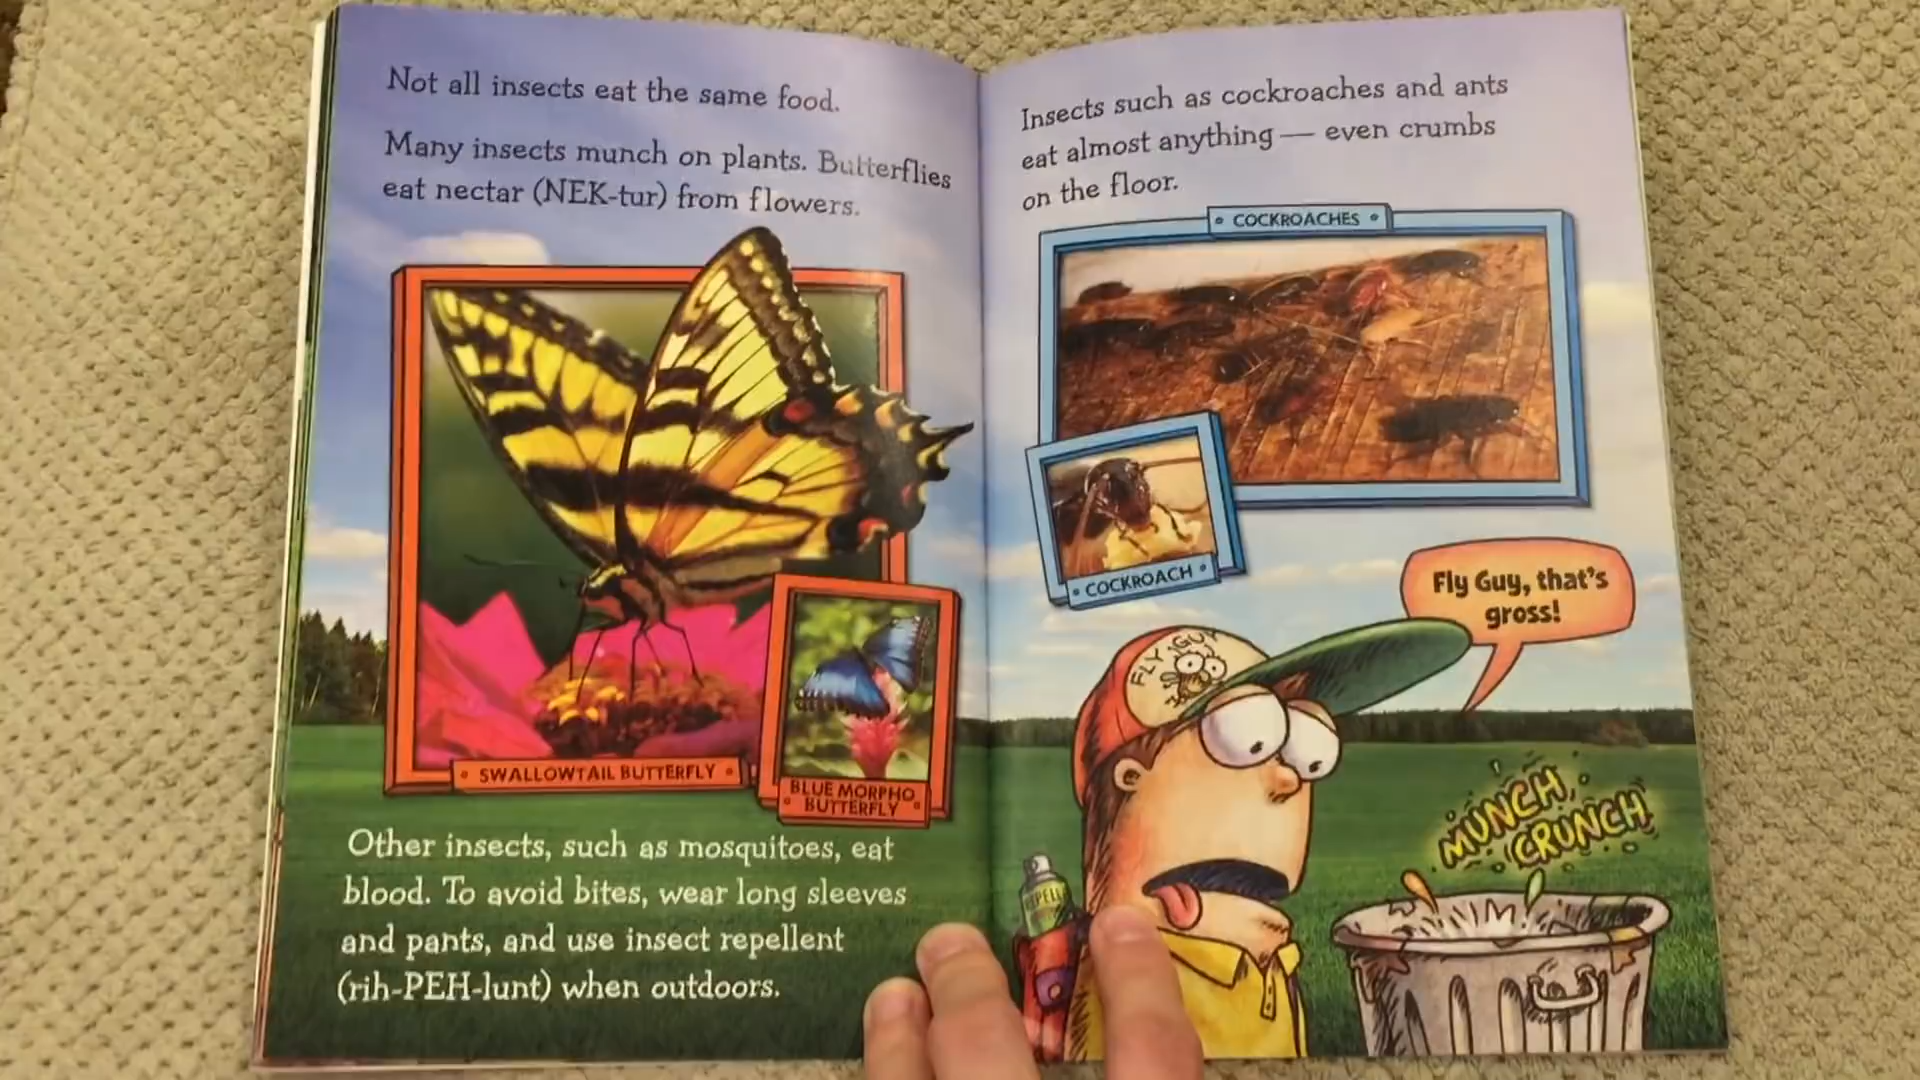 Not all insects eat the same food.
Many insects munch on plants. Butterflies
eat nectar (NEK-tur) from flowers.
SWALLOWTAIL BUTTERFLY
BLUE MORPHO
BUTTERFLY
Other insects, such as mosquitoes, eat
blood. To avoid bites, wear long sleeves
and pants, and use insect repellent
(rih-PEH-lunt) when outdoors.
Insects such as cockroaches and ants
eat almost anything — even crumbs
on the floor.
COCKROACHES
COCKROACH
Fly Guy, that's
gross!
FLY GUY
MUNCH,
CRUNCH